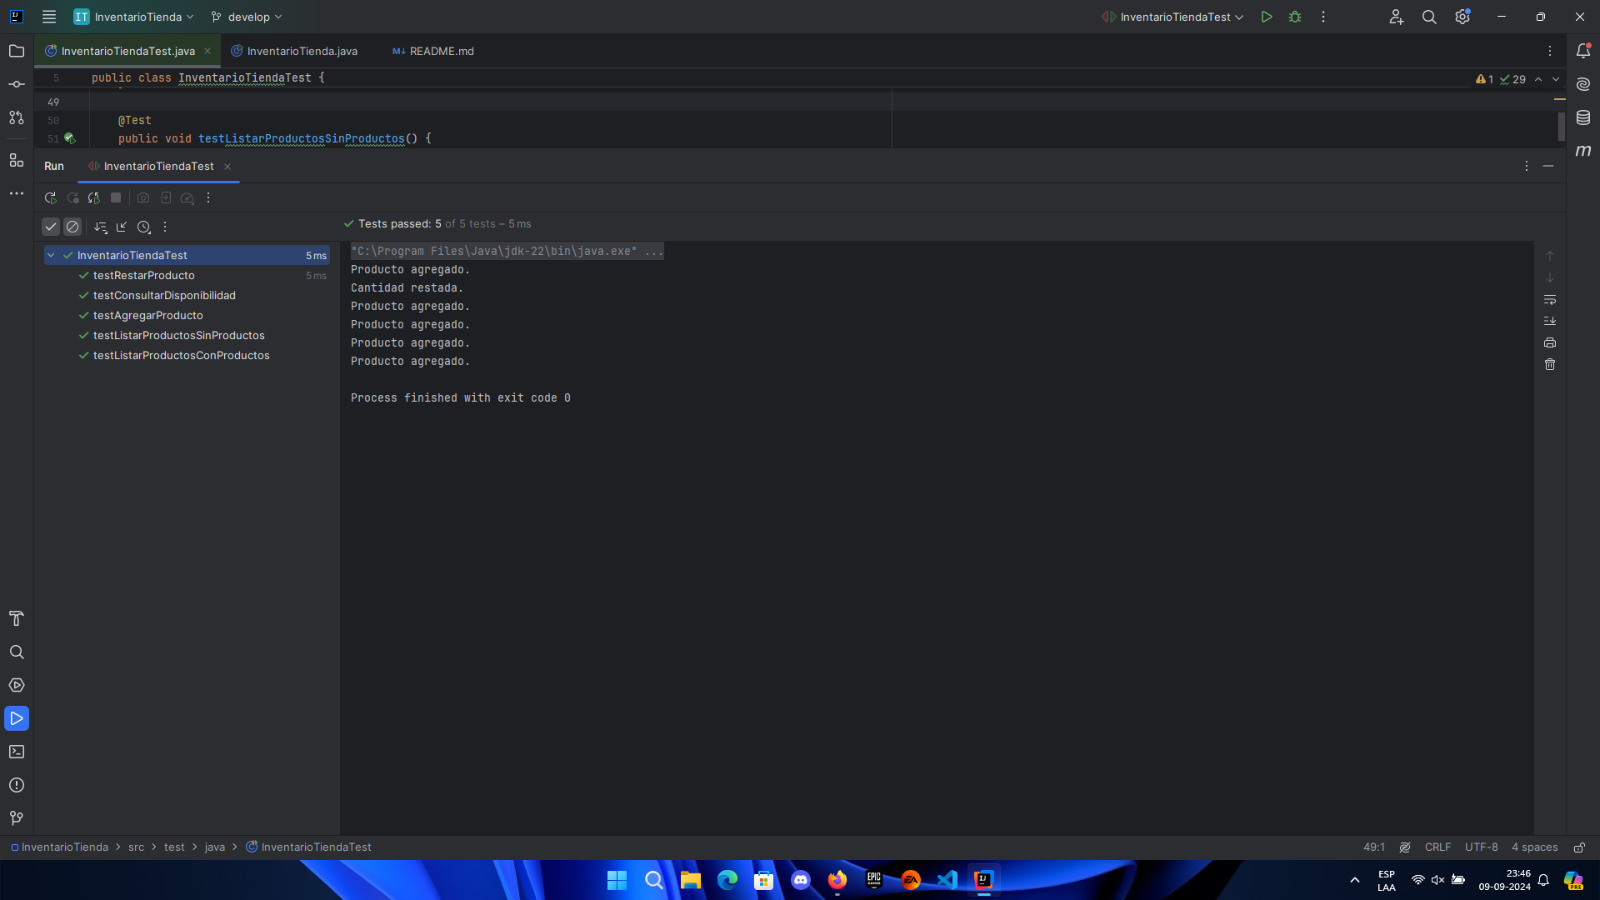 IT InventarioTienda develop InventarioTiendaTest
InventarioTiendaTest.java InventarioTienda.java M↓ README.md
5 public class InventarioTiendaTest { 1 29
49
50 @Test
51 public void testListarProductosSinProductos() {
Run InventarioTiendaTest
Tests passed: 5 of 5 tests – 5 ms
InventarioTiendaTest 5 ms
testRestarProducto 5 ms
testConsultarDisponibilidad
testAgregarProducto
testListarProductosSinProductos
testListarProductosConProductos
"C:\Program Files\Java\jdk-22\bin\java.exe" ...
Producto agregado.
Cantidad restada.
Producto agregado.
Producto agregado.
Producto agregado.
Producto agregado.
Process finished with exit code 0
InventarioTienda > src > test > java > InventarioTiendaTest 49:1 CRLF UTF-8 4 spaces
ESP
LAA
23:46
09-09-2024